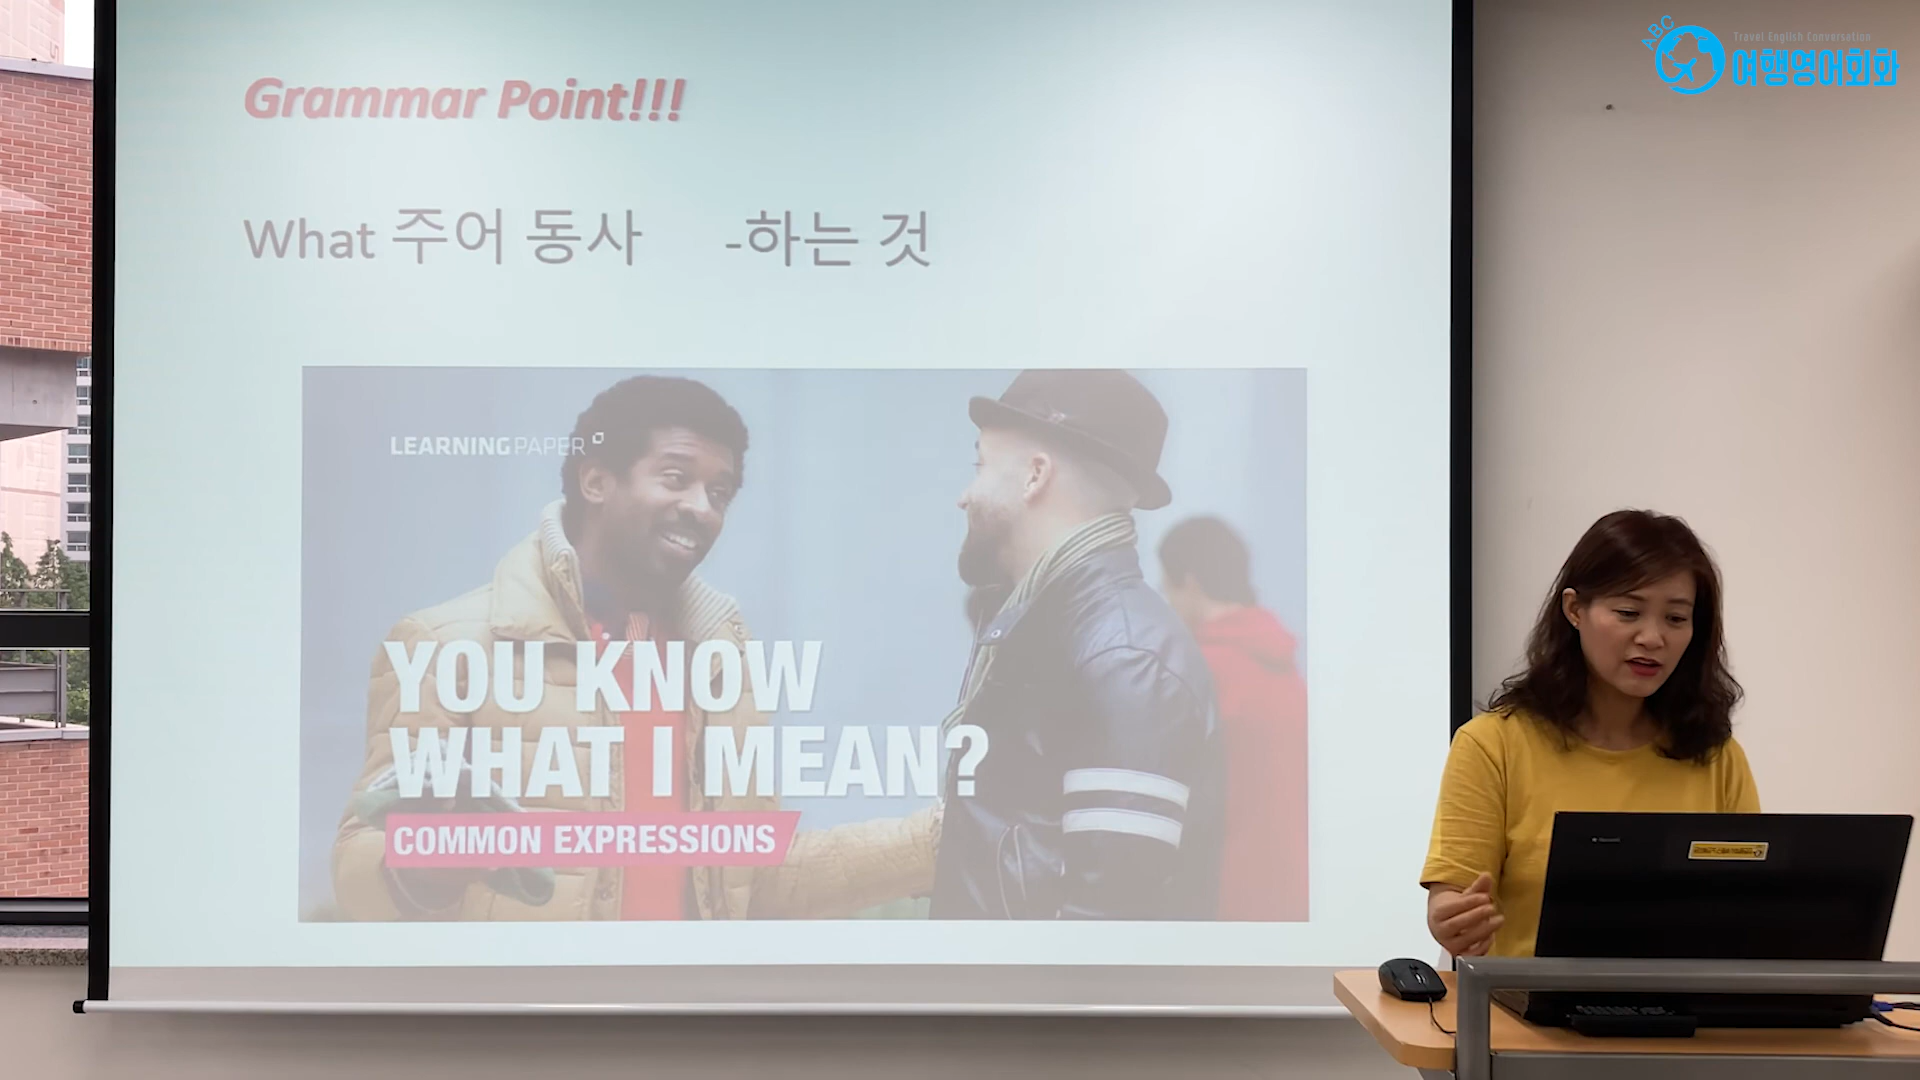 Grammar Point!!!
What 주어 동사 -하는 것
LEARNINGPAPER
YOU KNOW
WHAT I MEAN?
COMMON EXPRESSIONS
ABC
Travel English Conversation
여행영어회화